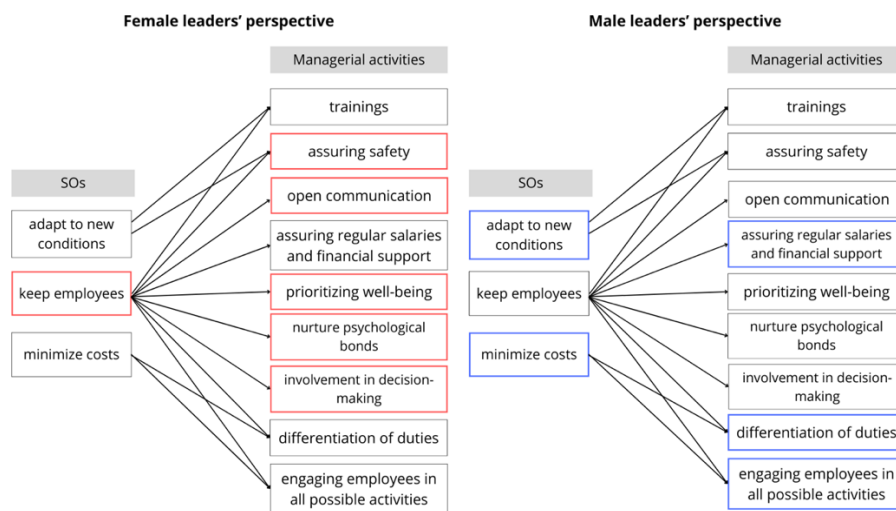 Female leaders’ perspective
Managerial activities
trainings
assuring safety
open communication
assuring regular salaries
and financial support
prioritizing well-being
nurture psychological
bonds
involvement in decision-
making
differentiation of duties
engaging employees in
all possible activities
SOs
adapt to new
conditions
keep employees
minimize costs
Male leaders’ perspective
Managerial activities
trainings
assuring safety
open communication
assuring regular salaries
and financial support
prioritizing well-being
nurture psychological
bonds
involvement in decision-
making
differentiation of duties
engaging employees in
all possible activities
SOs
adapt to new
conditions
keep employees
minimize costs